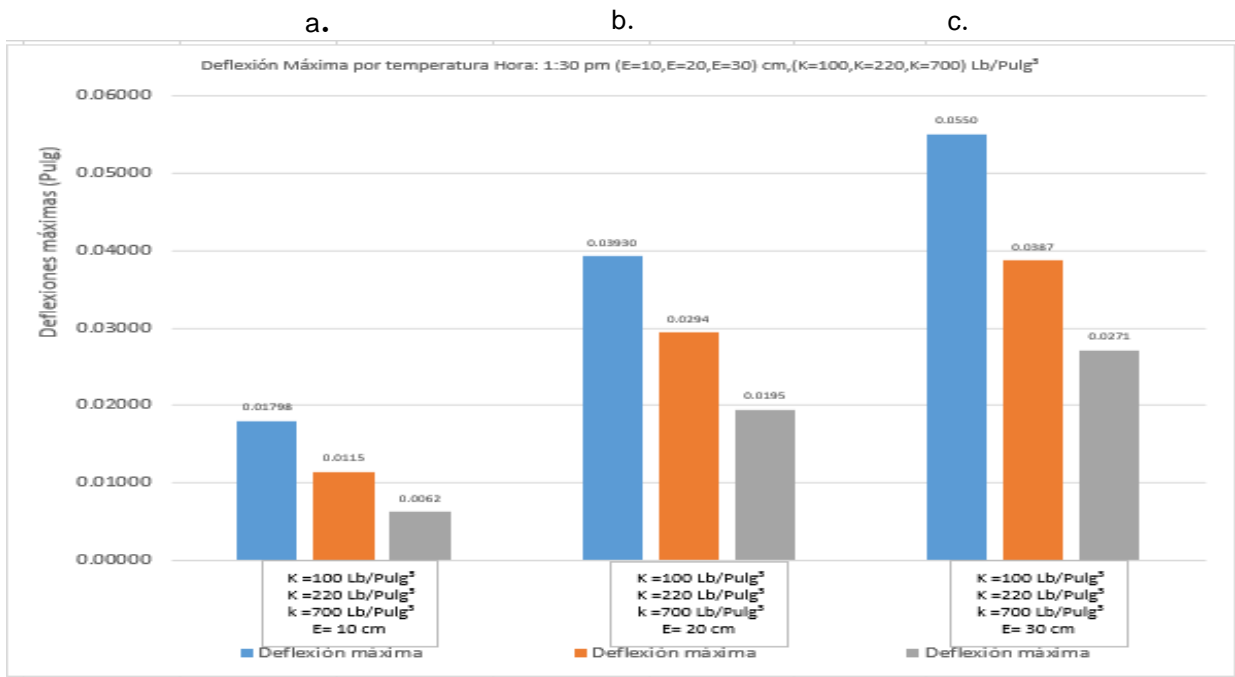 a. b. c.
Deflexión Máxima por temperatura Hora: 1:30 pm (E=10,E=20,E=30) cm,(K=100,K=220,K=700) Lb/Pulg³
Deflexiones máximas (Pulg)
0.06000
0.05000
0.04000
0.03000
0.02000
0.01000
0.00000
0.01798
0.0115
0.0062
0.03930
0.0294
0.0195
0.0550
0.0387
0.0271
K =100 Lb/Pulg³
K =220 Lb/Pulg³
k =700 Lb/Pulg³
E= 10 cm
K =100 Lb/Pulg³
K =220 Lb/Pulg³
k =700 Lb/Pulg³
E= 20 cm
K =100 Lb/Pulg³
K =220 Lb/Pulg³
k =700 Lb/Pulg³
E= 30 cm
Deflexión máxima Deflexión máxima Deflexión máxima